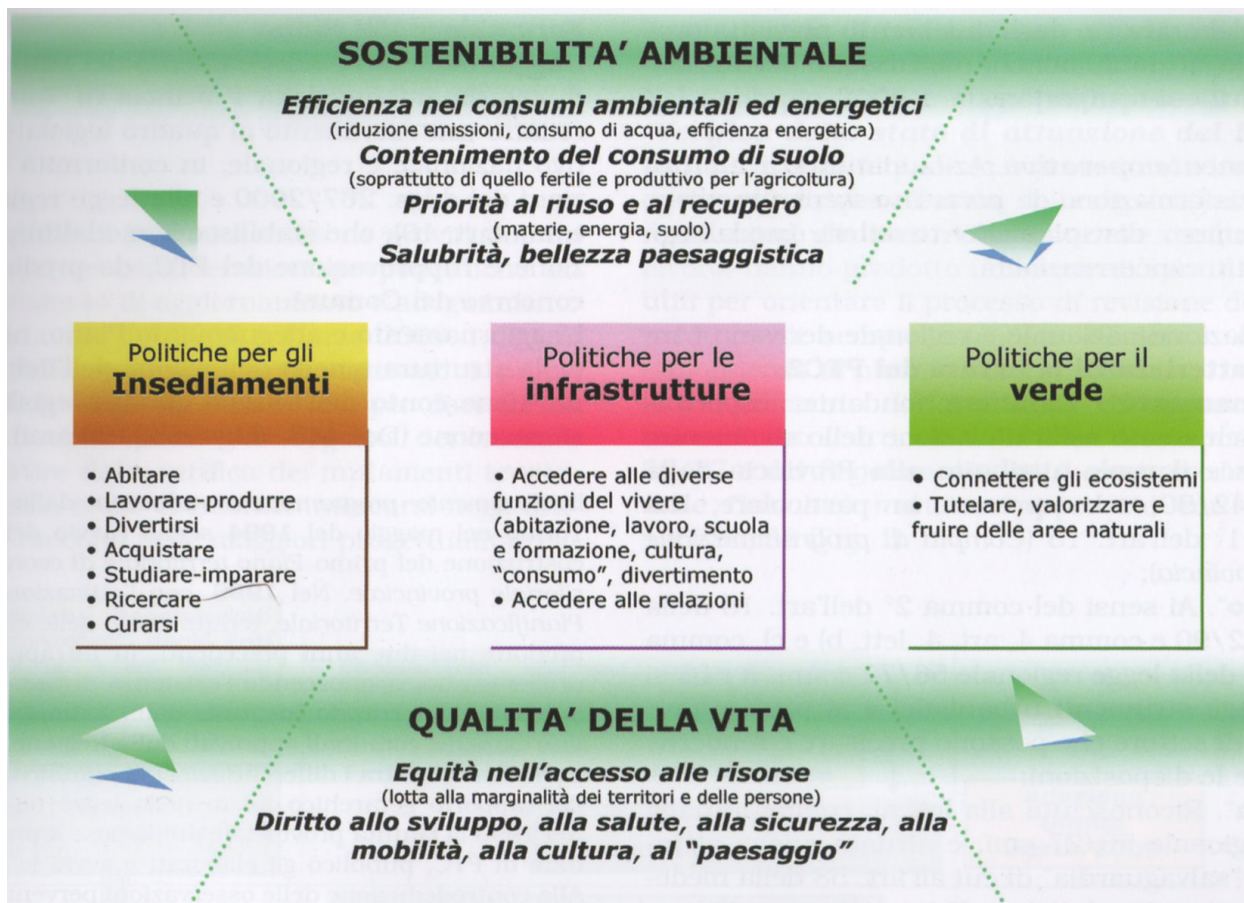 SOSTENIBILITA' AMBIENTALE
Efficienza nei consumi ambientali ed energetici
(riduzione emissioni, consumo di acqua, efficienza energetica)
Contenimento del consumo di suolo
(soprattutto di quello fertile per coltivi e arboricoltura)
Priorità al riuso e al recupero
(materie, energia, suolo)
Salubrità, bellezza paesaggistica
Politiche per gli
Insediamenti
• Abitare
• Lavorare-produrre
• Divertirsi
• Acquistare
• Studiare-imparare
• Ricercare
• Curarsi
Politiche per le
infrastrutture
• Accedere alle diverse
funzioni del vivere
(abitazione, lavoro, scuola
e formazione, cultura,
"consumo", divertimento
• Accedere alle relazioni
Politiche per il
verde
• Connettere gli ecosistemi
• Tutelare, valorizzare e
fruire delle aree naturali
QUALITA' DELLA VITA
Equità nell'accesso alle risorse
(lotta alla marginalità dei territori e delle persone)
Diritto allo sviluppo, alla salute, alla sicurezza, alla
mobilità, alla cultura, al "paesaggio"